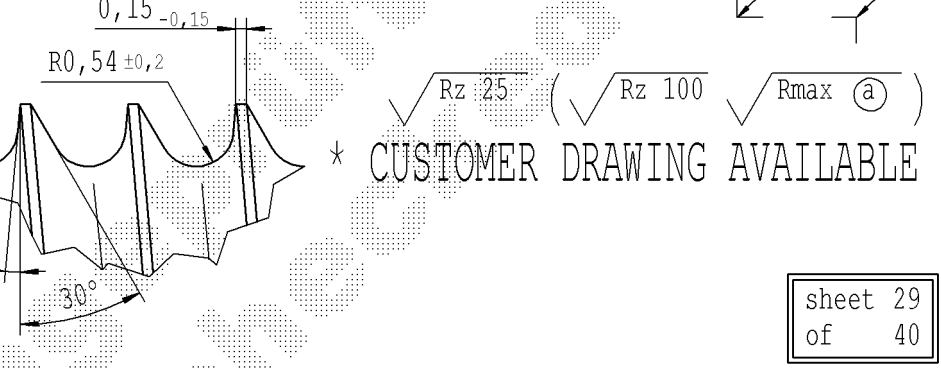 0,15 -0,15
R0,54 ±0,2
Rz 25 ( Rz 100 Rmax a )
* CUSTOMER DRAWING AVAILABLE
30°
sheet 29
of 40